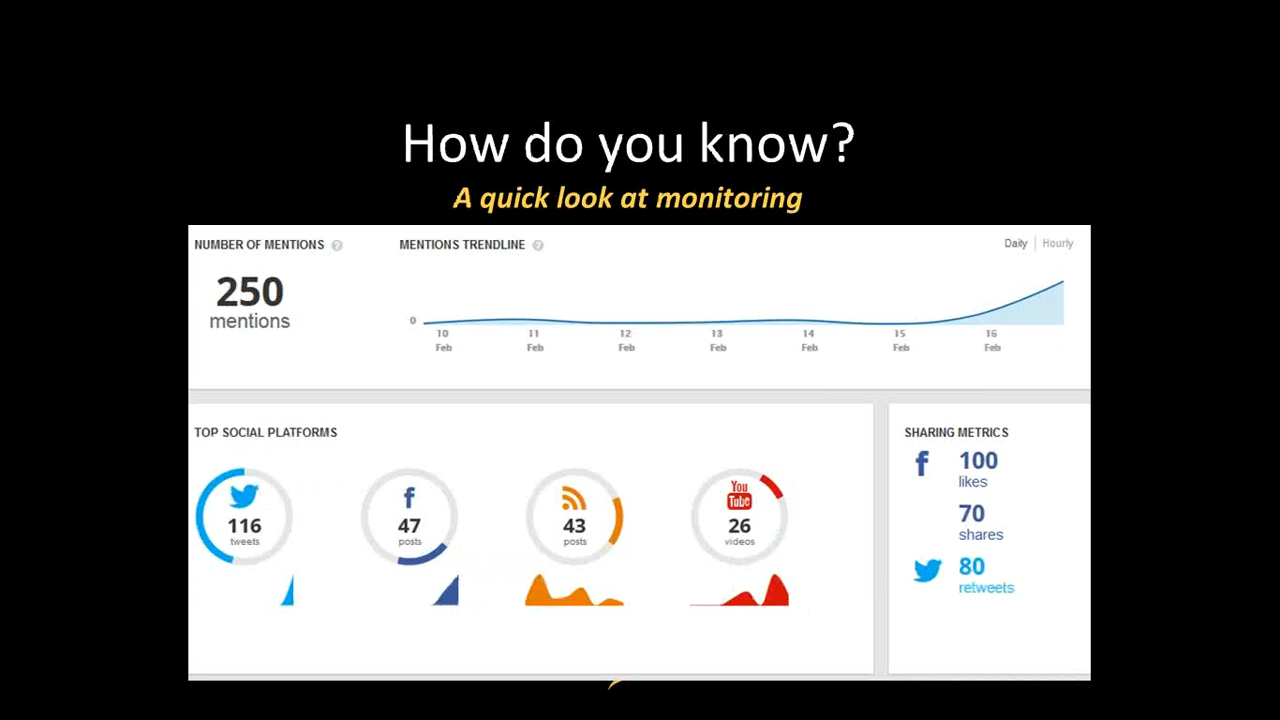 How do you know?
A quick look at monitoring
NUMBER OF MENTIONS ?
MENTIONS TRENDLINE ?
Daily | Hourly
250
mentions
0
10 11 12 13 14 15 16
Feb Feb Feb Feb Feb Feb Feb
TOP SOCIAL PLATFORMS
116
tweets
f
47
posts
43
posts
You
Tube
26
videos
SHARING METRICS
f 100
likes
70
shares
80
retweets